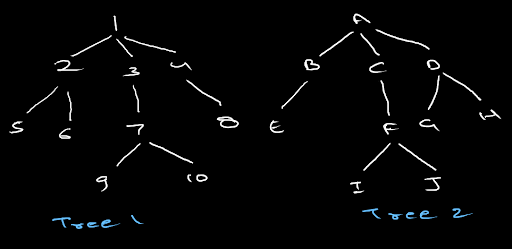 1 A
2 3 4 B C D
5 6 7 8 E F G H
9 10 I J
Tree 1 Tree 2